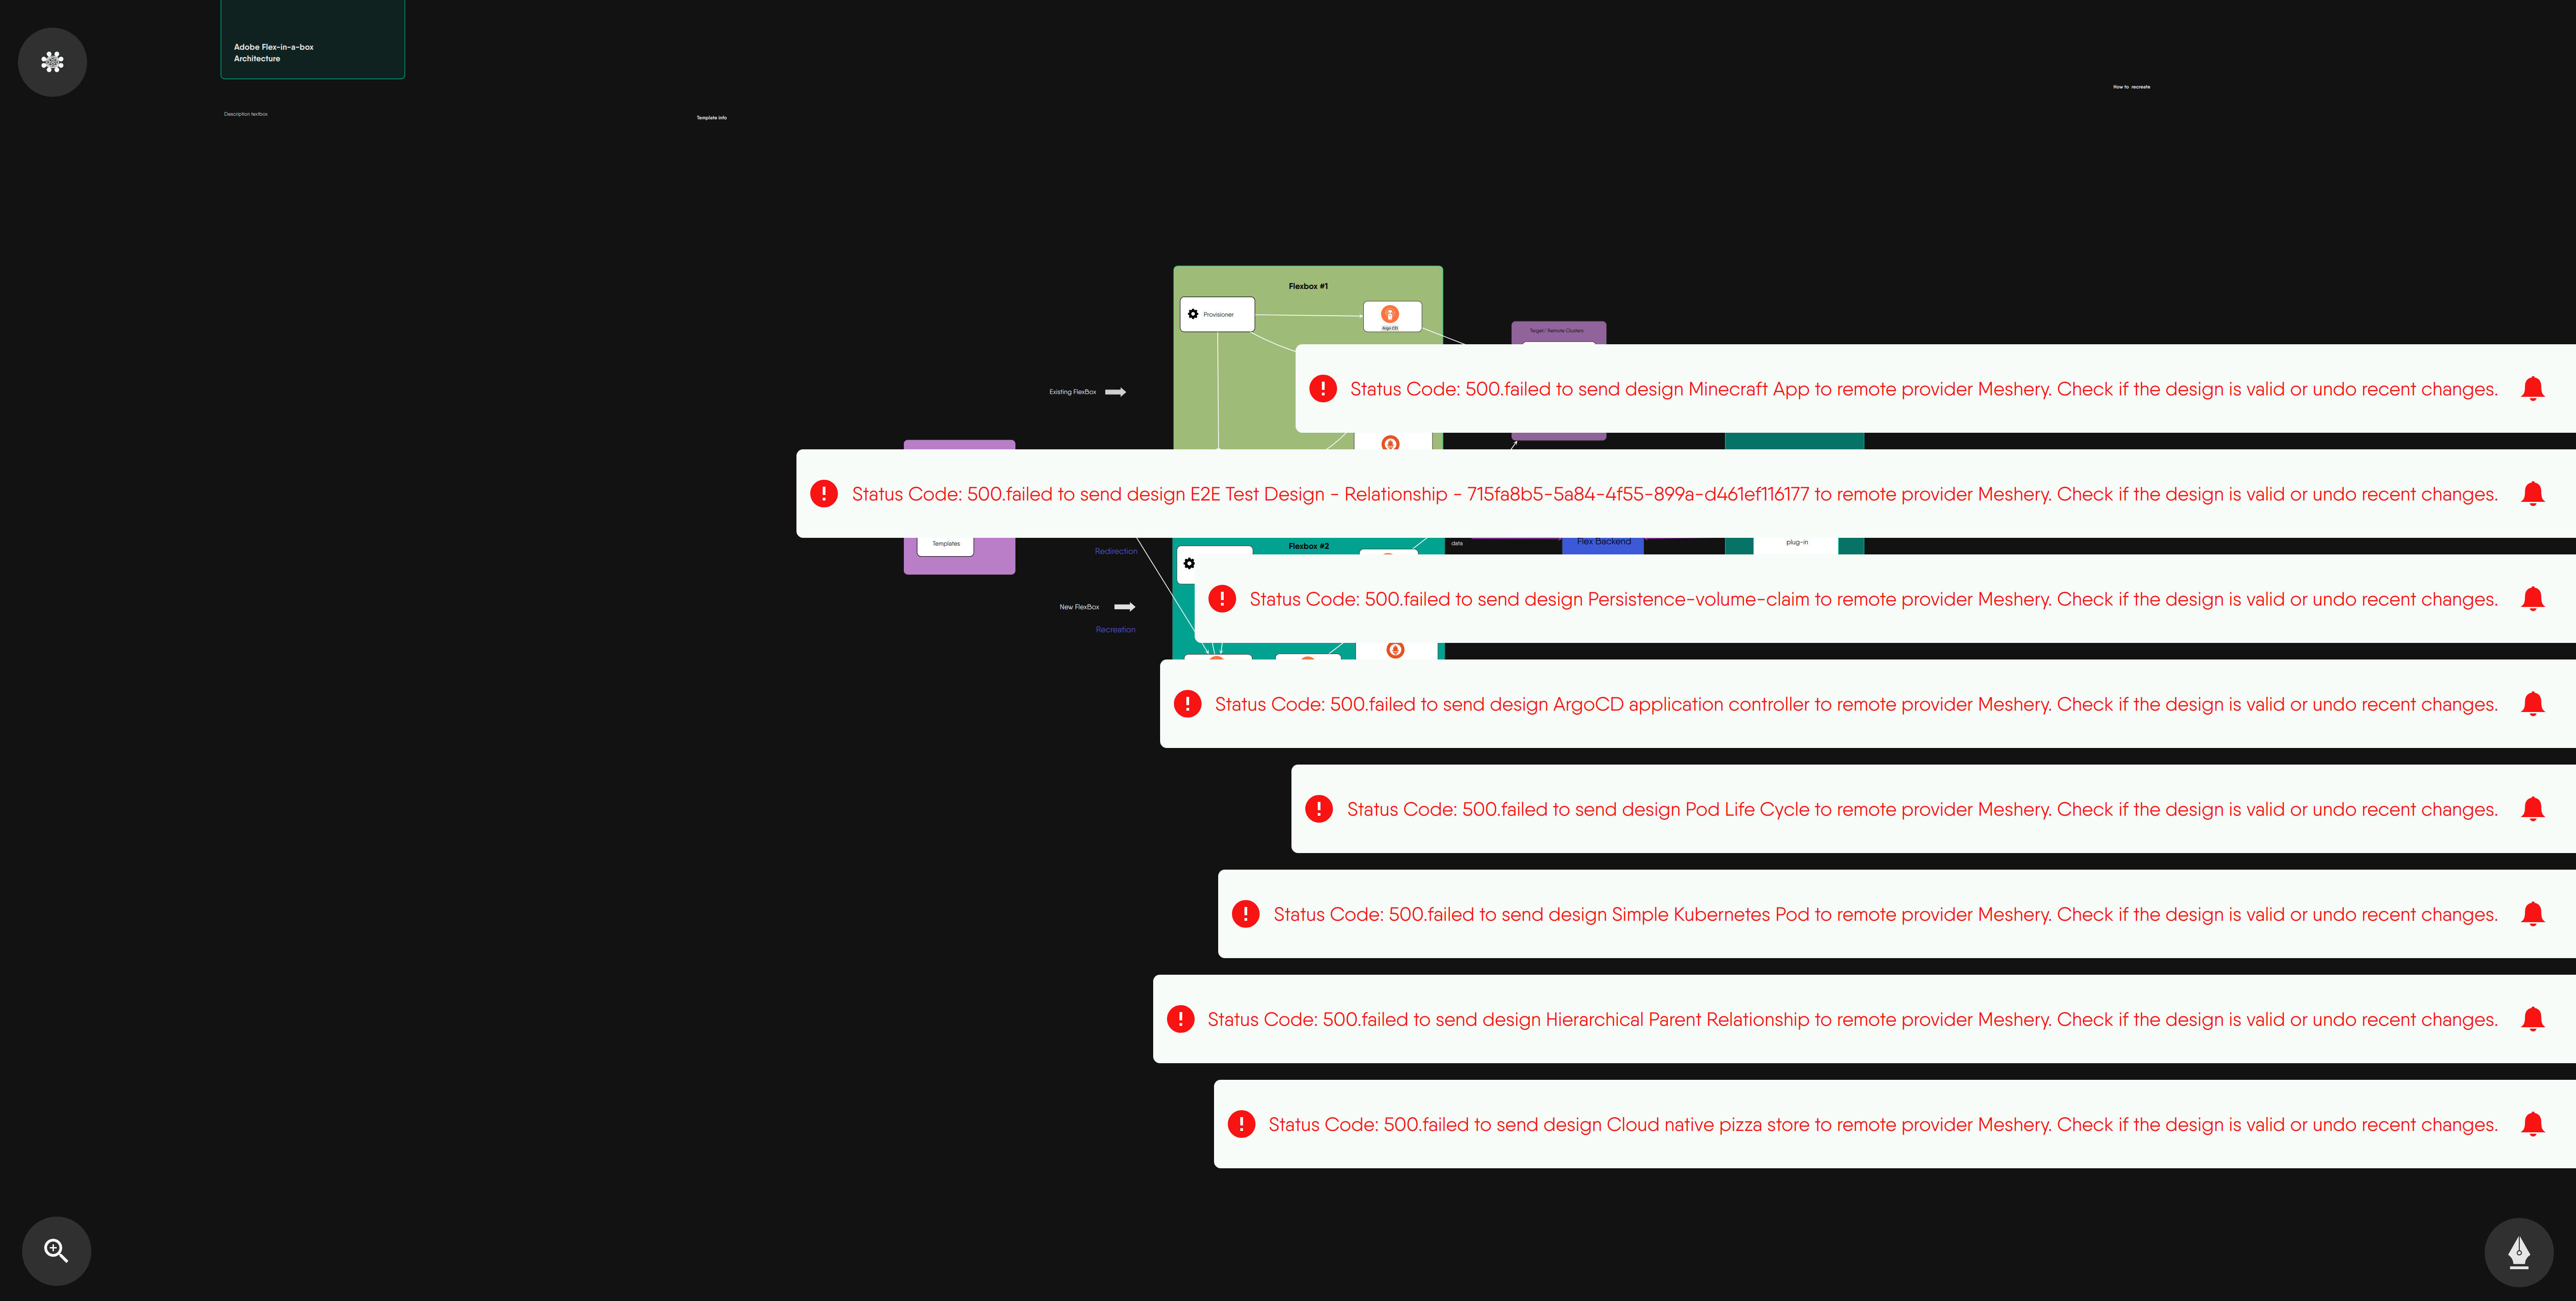 Adobe Flex-in-a-box
Architecture
How to recreate
Description textbox
Template info
Flexbox #1
Provisioner
Argo CD
Target/ Remote Clusters
Existing FlexBox
Status Code: 500.failed to send design Minecraft App to remote provider Meshery. Check if the design is valid or undo recent changes.
Status Code: 500.failed to send design E2E Test Design - Relationship - 715fa8b5-5a84-4f55-899a-d461ef116177 to remote provider Meshery. Check if the design is valid or undo recent changes.
Templates
Redirection
Flexbox #2
data
Flex Backend
plug-in
Status Code: 500.failed to send design Persistence-volume-claim to remote provider Meshery. Check if the design is valid or undo recent changes.
New FlexBox
Recreation
Status Code: 500.failed to send design ArgoCD application controller to remote provider Meshery. Check if the design is valid or undo recent changes.
Status Code: 500.failed to send design Pod Life Cycle to remote provider Meshery. Check if the design is valid or undo recent changes.
Status Code: 500.failed to send design Simple Kubernetes Pod to remote provider Meshery. Check if the design is valid or undo recent changes.
Status Code: 500.failed to send design Hierarchical Parent Relationship to remote provider Meshery. Check if the design is valid or undo recent changes.
Status Code: 500.failed to send design Cloud native pizza store to remote provider Meshery. Check if the design is valid or undo recent changes.